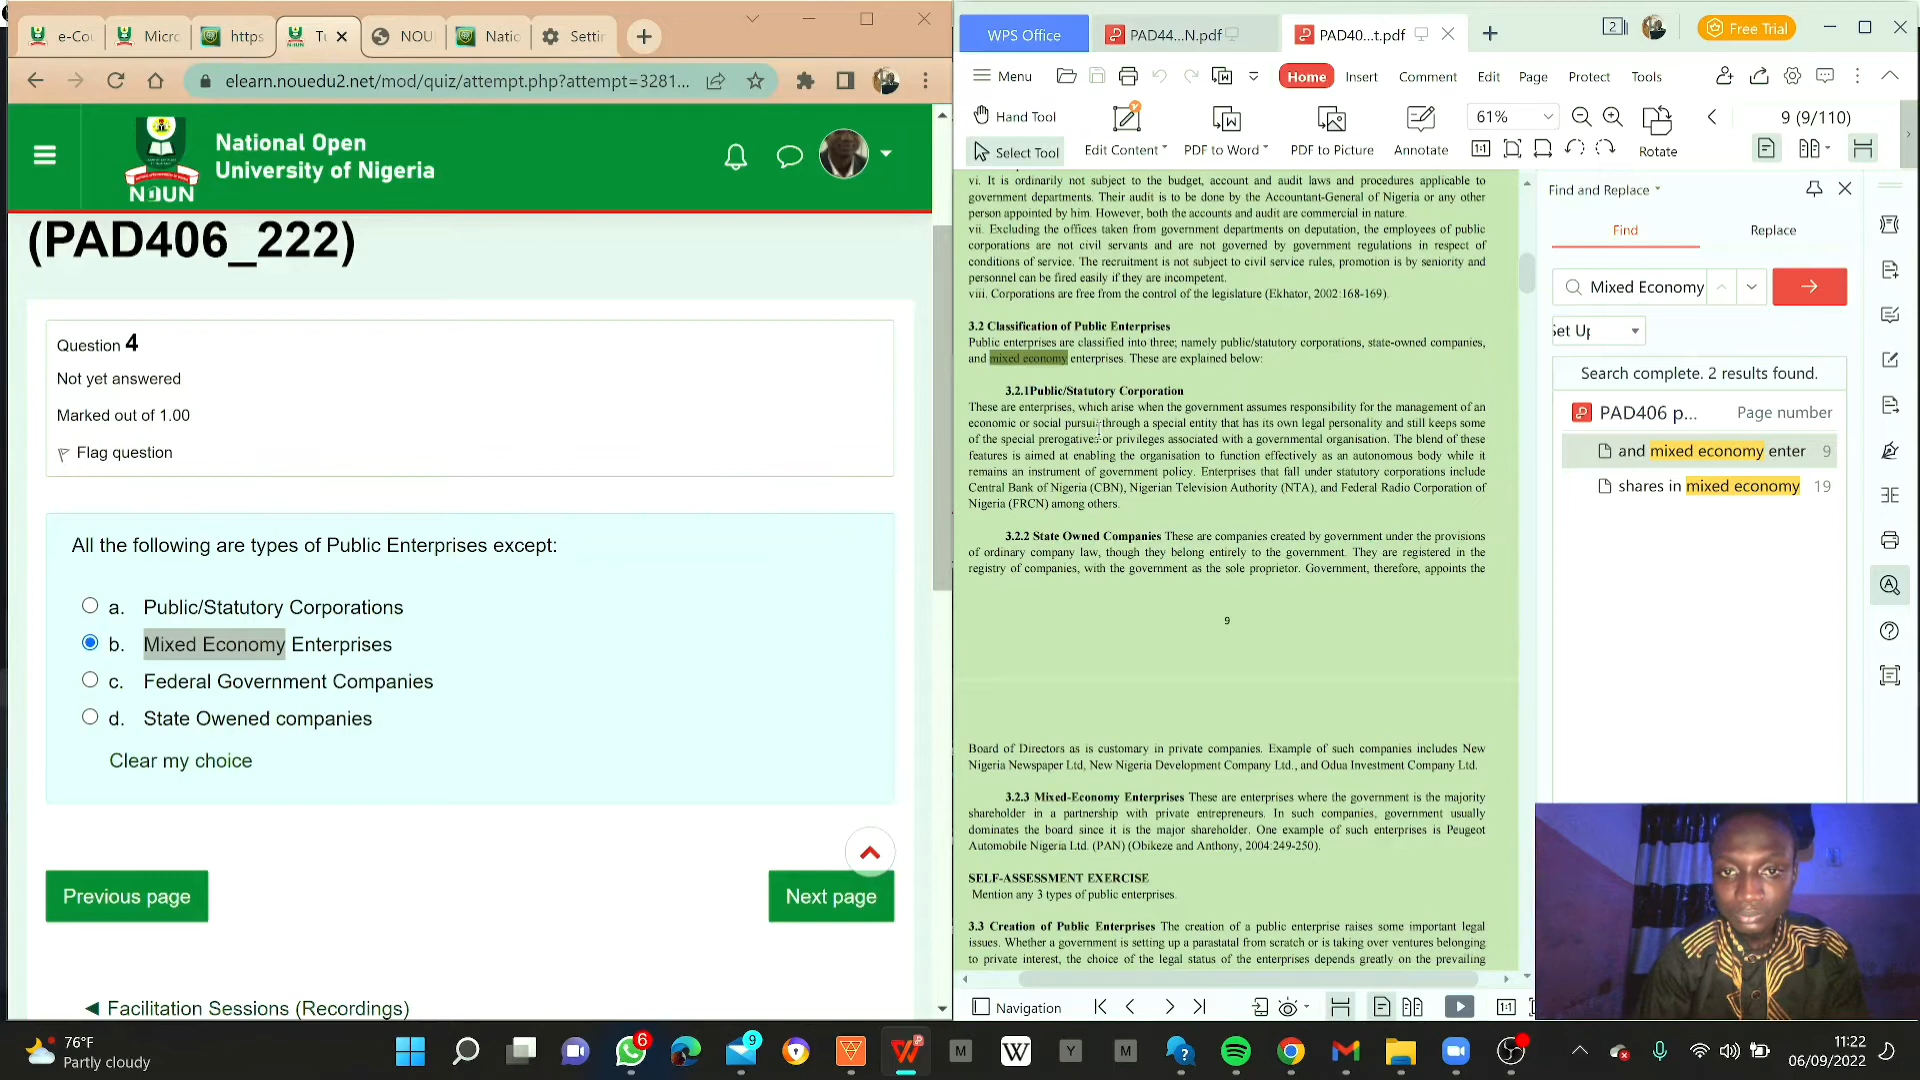 e-Cou
Micro
https
Tu
NOU
Natio
Settin
elearn.nouedu2.net/mod/quiz/attempt.php?attempt=3281...
NOUN
National Open
University of Nigeria
(PAD406_222)
Question 4
Not yet answered
Marked out of 1.00
Flag question
All the following are types of Public Enterprises except:
a. Public/Statutory Corporations
b. Mixed Economy Enterprises
c. Federal Government Companies
d. State Owened companies
Clear my choice
Previous page
Next page
◄ Facilitation Sessions (Recordings)
WPS Office
PAD44...N.pdf
PAD40...t.pdf
2
Free Trial
Menu
Home
Insert
Comment
Edit
Page
Protect
Tools
Hand Tool
Select Tool
Edit Content
PDF to Word
PDF to Picture
Annotate
61%
1:1
Rotate
9 (9/110)
vi. It is ordinarily not subject to the budget, account and audit laws and procedures applicable to
government departments. Their audit is to be done by the Accountant-General of Nigeria or any other
person appointed by him. However, both the accounts and audit are commercial in nature.
vii. Excluding the offices taken from government departments on deputation, the employees of public
corporations are not civil servants and are not governed by government regulations in respect of
conditions of service. The recruitment is not subject to civil service rules, promotion is by seniority and
personnel can be fired easily if they are incompetent.
viii. Corporations are free from the control of the legislature (Ekhator, 2002:168-169).
3.2 Classification of Public Enterprises
Public enterprises are classified into three; namely public/statutory corporations, state-owned companies,
and mixed economy enterprises. These are explained below:
3.2.1Public/Statutory Corporation
These are enterprises, which arise when the government assumes responsibility for the management of an
economic or social pursuit through a special entity that has its own legal personality and still keeps some
of the special prerogatives or privileges associated with a governmental organisation. The blend of these
features is aimed at enabling the organisation to function effectively as an autonomous body while it
remains an instrument of government policy. Enterprises that fall under statutory corporations include
Central Bank of Nigeria (CBN), Nigerian Television Authority (NTA), and Federal Radio Corporation of
Nigeria (FRCN) among others.
3.2.2 State Owned Companies These are companies created by government under the provisions
of ordinary company law, though they belong entirely to the government. They are registered in the
registry of companies, with the government as the sole proprietor. Government, therefore, appoints the
9
Board of Directors as is customary in private companies. Example of such companies includes New
Nigeria Newspaper Ltd, New Nigeria Development Company Ltd., and Odua Investment Company Ltd.
3.2.3 Mixed-Economy Enterprises These are enterprises where the government is the majority
shareholder in a partnership with private entrepreneurs. In such companies, government usually
dominates the board since it is the major shareholder. One example of such enterprises is Peugeot
Automobile Nigeria Ltd. (PAN) (Obikeze and Anthony, 2004:249-250).
SELF-ASSESSMENT EXERCISE
Mention any 3 types of public enterprises.
3.3 Creation of Public Enterprises The creation of a public enterprise raises some important legal
issues. Whether a government is setting up a parastatal from scratch or is taking over ventures belonging
to private interest, the choice of the legal status of the enterprises depends greatly on the prevailing
Find and Replace
Find
Replace
Mixed Economy
Set Up
Search complete. 2 results found.
PAD406 p...
Page number
and mixed economy enter 9
shares in mixed economy 19
Navigation
1:1
76°F
Partly cloudy
6
9
M
W
Y
M
11:22
06/09/2022